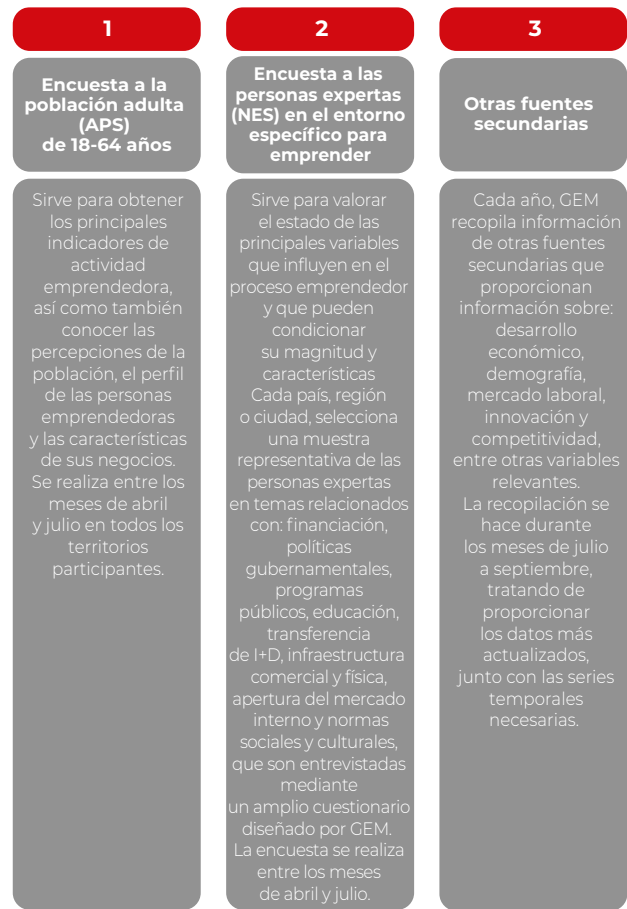 1
Encuesta a la
población adulta
(APS)
de 18-64 años
Sirve para obtener
los principales
indicadores de
actividad
emprendedora,
así como también
conocer las
percepciones de la
población, el perfil
de las personas
emprendedoras
y las características
de sus negocios.
Se realiza entre los
meses de abril
y julio en todos los
territorios
participantes.
2
Encuesta a las
personas expertas
(NES) en el entorno
específico para
emprender
Sirve para valorar
el estado de las
principales variables
que influyen en el
proceso emprendedor
y que pueden
condicionar
su magnitud y
características
Cada país, región
o ciudad, selecciona
una muestra
representativa de las
personas expertas
en temas relacionados
con: financiación,
políticas
gubernamentales,
programas
públicos, educación,
transferencia
de I+D, infraestructura
comercial y física,
apertura del mercado
interno y normas
sociales y culturales,
que son entrevistadas
mediante
un amplio cuestionario
diseñado por GEM.
La encuesta se realiza
entre los meses
de abril y julio.
3
Otras fuentes
secundarias
Cada año, GEM
recopila información
de otras fuentes
secundarias que
proporcionan
información sobre:
desarrollo
económico,
demografía,
mercado laboral,
innovación y
competitividad,
entre otras variables
relevantes.
La recopilación se
hace durante
los meses de julio
a septiembre,
tratando de
proporcionar
los datos más
actualizados,
junto con las series
temporales
necesarias.